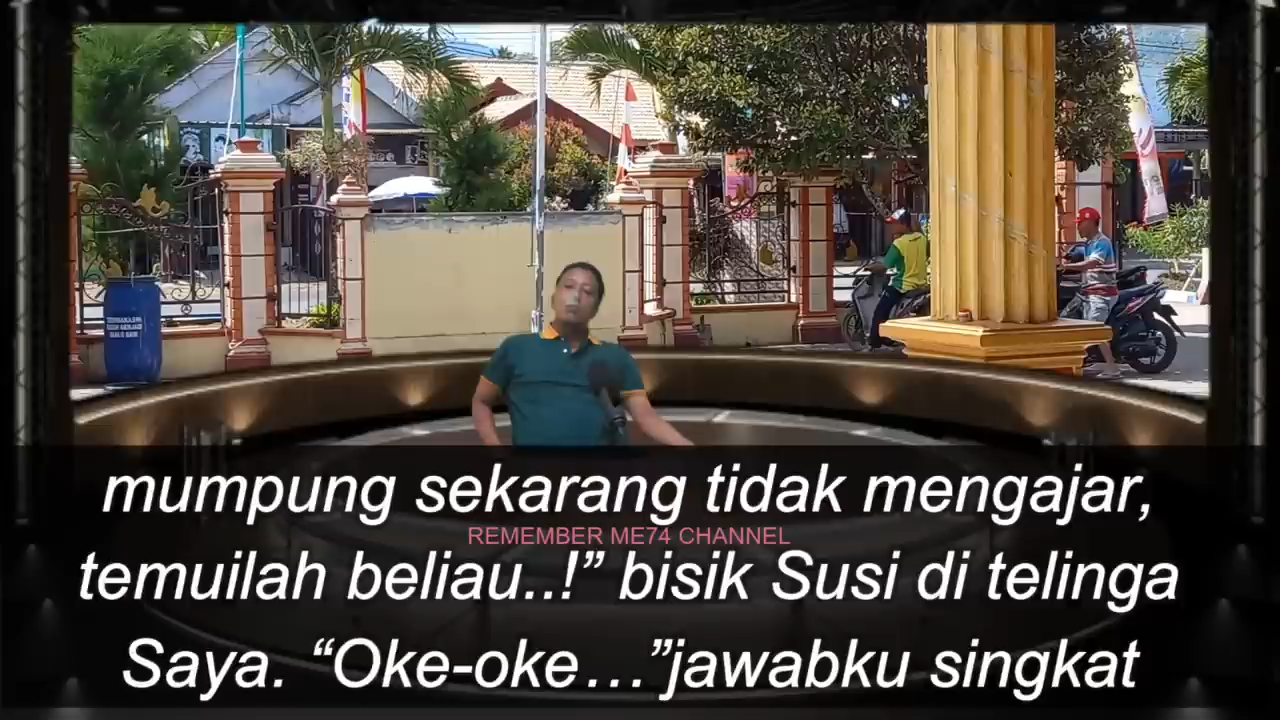 mumpung sekarang tidak mengajar,
REMEMBER ME74 CHANNEL
temuilah beliau..!” bisik Susi di telinga
Saya. “Oke-oke…”jawabku singkat